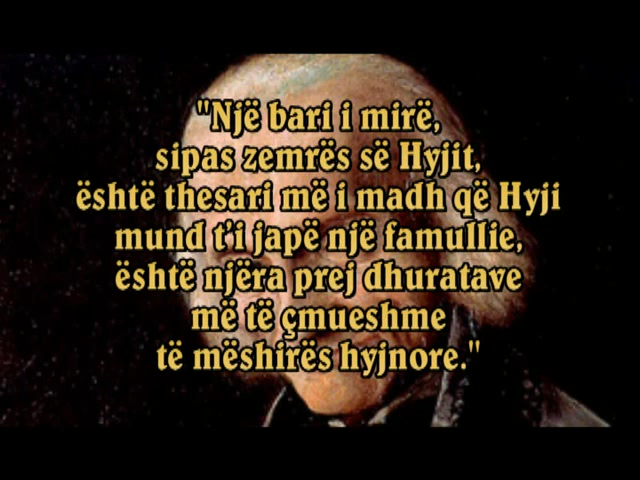 "Një bari i mirë,
sipas zemrës së Hyjit,
është thesari më i madh që Hyji
mund t'i japë një famullie,
është njëra prej dhuratave
më të çmueshme
të mëshirës hyjnore."